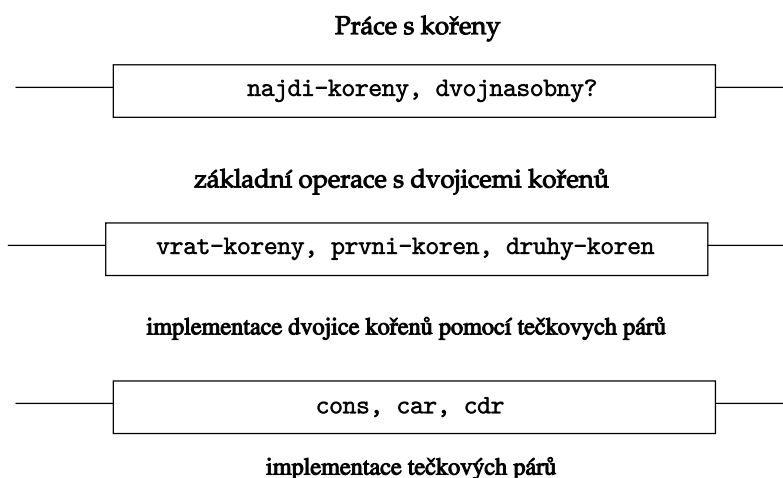 Práce s kořeny
najdi-koreny, dvojnasobny?
základní operace s dvojicemi kořenů
vrat-koreny, prvni-koren, druhy-koren
implementace dvojice kořenů pomocí tečkovych párů
cons, car, cdr
implementace tečkových párů